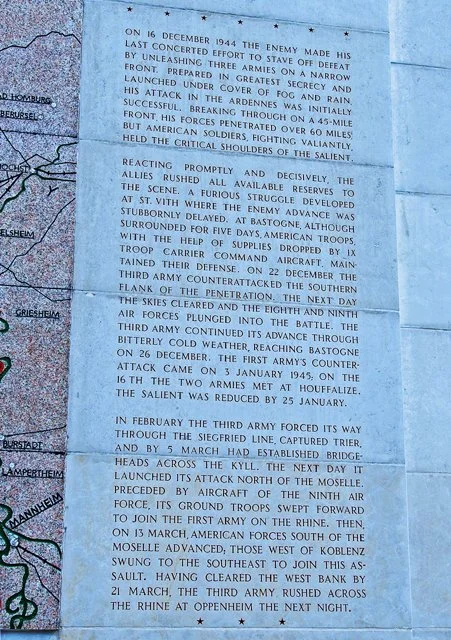 ON 16 DECEMBER 1944 THE ENEMY MADE HIS
LAST CONCERTED EFFORT TO STAVE OFF DEFEAT
BY UNLEASHING THREE ARMIES ON A NARROW
FRONT. PREPARED IN GREATEST SECRECY AND
LAUNCHED UNDER COVER OF FOG AND RAIN,
HIS ATTACK IN THE ARDENNES WAS INITIALLY
SUCCESSFUL. BREAKING THROUGH ON A 45-MILE
FRONT, HIS FORCES PENETRATED OVER 60 MILES,
BUT AMERICAN SOLDIERS, FIGHTING VALIANTLY,
HELD THE CRITICAL SHOULDERS OF THE SALIENT.
REACTING PROMPTLY AND DECISIVELY, THE
ALLIES RUSHED ALL AVAILABLE RESERVES TO
THE SCENE. A FURIOUS STRUGGLE DEVELOPED
AT ST. VITH WHERE THE ENEMY ADVANCE WAS
STUBBORNLY DELAYED. AT BASTOGNE, ALTHOUGH
SURROUNDED FOR FIVE DAYS, AMERICAN TROOPS,
WITH THE HELP OF SUPPLIES DROPPED BY IX
TROOP CARRIER COMMAND AIRCRAFT, MAIN-
TAINED THEIR DEFENSE. ON 22 DECEMBER THE
THIRD ARMY COUNTERATTACKED THE SOUTHERN
FLANK OF THE PENETRATION. THE NEXT DAY
THE SKIES CLEARED AND THE EIGHTH AND NINTH
AIR FORCES PLUNGED INTO THE BATTLE. THE
THIRD ARMY CONTINUED ITS ADVANCE THROUGH
BITTERLY COLD WEATHER, REACHING BASTOGNE
ON 26 DECEMBER. THE FIRST ARMY'S COUNTER-
ATTACK CAME ON 3 JANUARY 1945; ON THE
16TH THE TWO ARMIES MET AT HOUFFALIZE.
THE SALIENT WAS REDUCED BY 25 JANUARY.
IN FEBRUARY THE THIRD ARMY FORCED ITS WAY
THROUGH THE SIEGFRIED LINE, CAPTURED TRIER,
AND BY 5 MARCH HAD ESTABLISHED BRIDGE-
HEADS ACROSS THE KYLL. THE NEXT DAY IT
LAUNCHED ITS ATTACK NORTH OF THE MOSELLE.
PRECEDED BY AIRCRAFT OF THE NINTH AIR
FORCE, ITS GROUND TROOPS SWEPT FORWARD
TO JOIN THE FIRST ARMY ON THE RHINE. THEN,
ON 13 MARCH, AMERICAN FORCES SOUTH OF THE
MOSELLE ADVANCED; THOSE WEST OF KOBLENZ
SWUNG TO THE SOUTHEAST TO JOIN THIS AS-
SAULT. HAVING CLEARED THE WEST BANK BY
21 MARCH, THE THIRD ARMY RUSHED ACROSS
THE RHINE AT OPPENHEIM THE NEXT NIGHT.
AD HOMBURG
BERURSEL
HÖCHST
ELSHEIM
GRIESHEIM
BURSTADT
LAMPERTHEIM
MANNHEIM